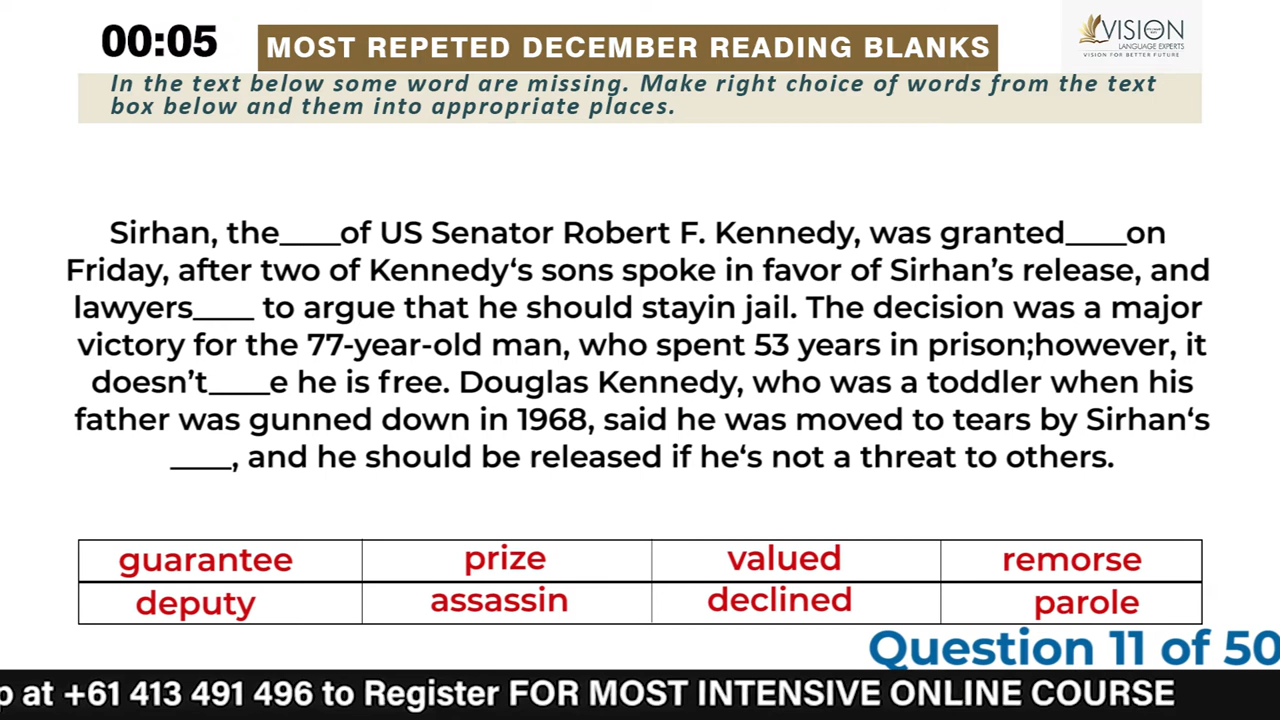 00:05
MOST REPETED DECEMBER READING BLANKS
VISION
LANGUAGE EXPERTS
VISION FOR BETTER FUTURE
In the text below some word are missing. Make right choice of words from the text
box below and them into appropriate places.
Sirhan, the____of US Senator Robert F. Kennedy, was granted____on
Friday, after two of Kennedy‘s sons spoke in favor of Sirhan’s release, and
lawyers____ to argue that he should stayin jail. The decision was a major
victory for the 77-year-old man, who spent 53 years in prison;however, it
doesn’t____e he is free. Douglas Kennedy, who was a toddler when his
father was gunned down in 1968, said he was moved to tears by Sirhan‘s
____, and he should be released if he‘s not a threat to others.
guarantee prize valued remorse
deputy assassin declined parole
Question 11 of 50
p at +61 413 491 496 to Register FOR MOST INTENSIVE ONLINE COURSE